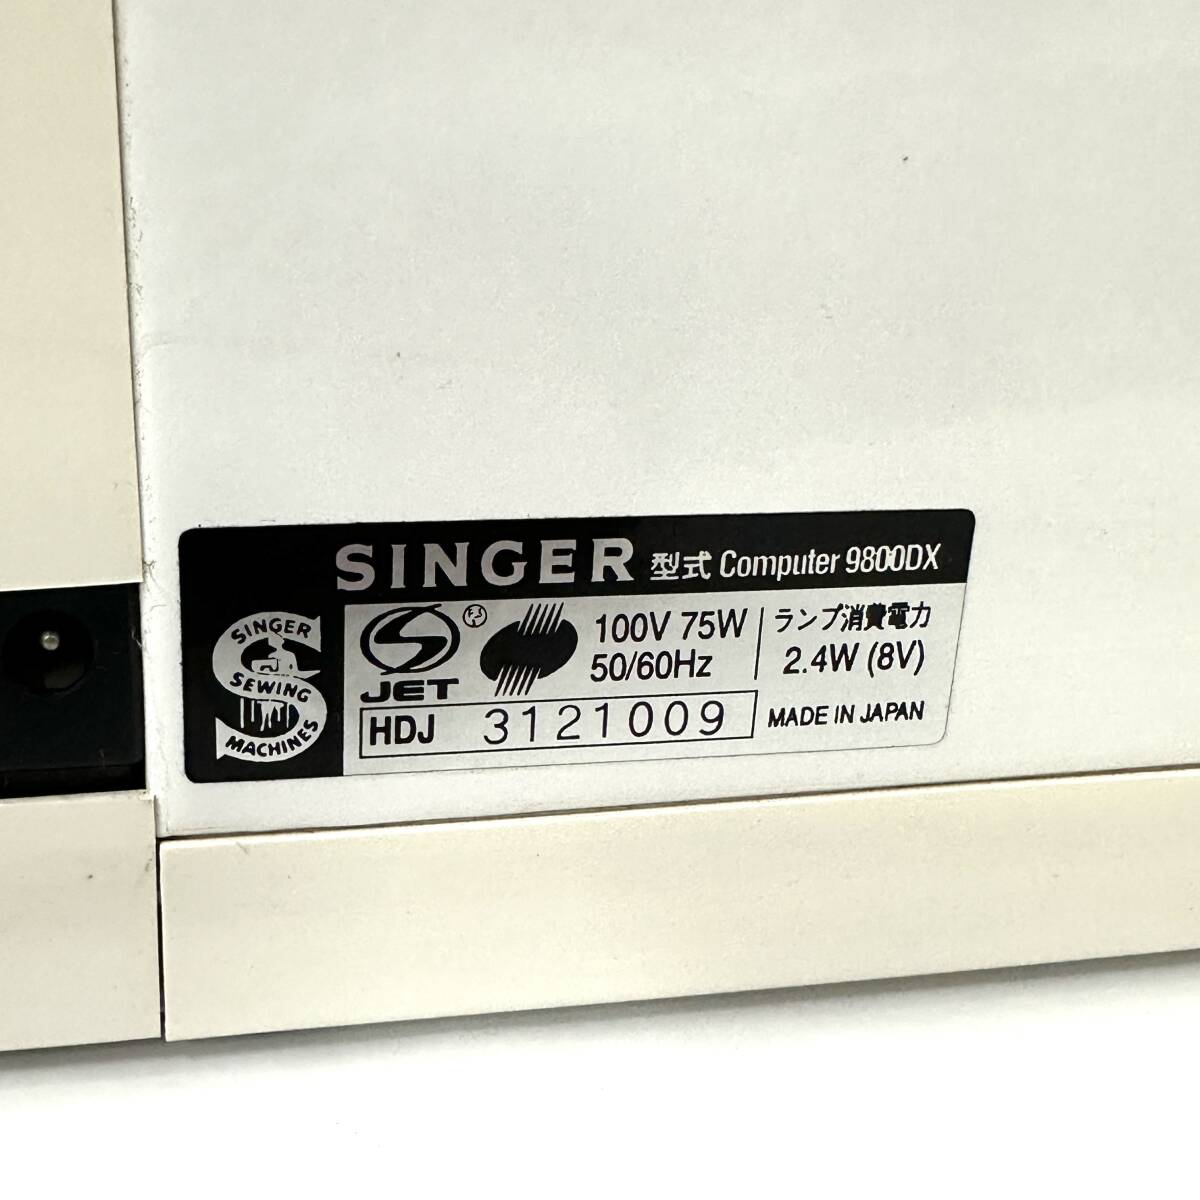 SINGER 型式 Computer 9800DX
SINGER
SEWING
MACHINES
JET
100V 75W
50/60Hz
ランプ消費電力
2.4W (8V)
HDJ 3121009
MADE IN JAPAN